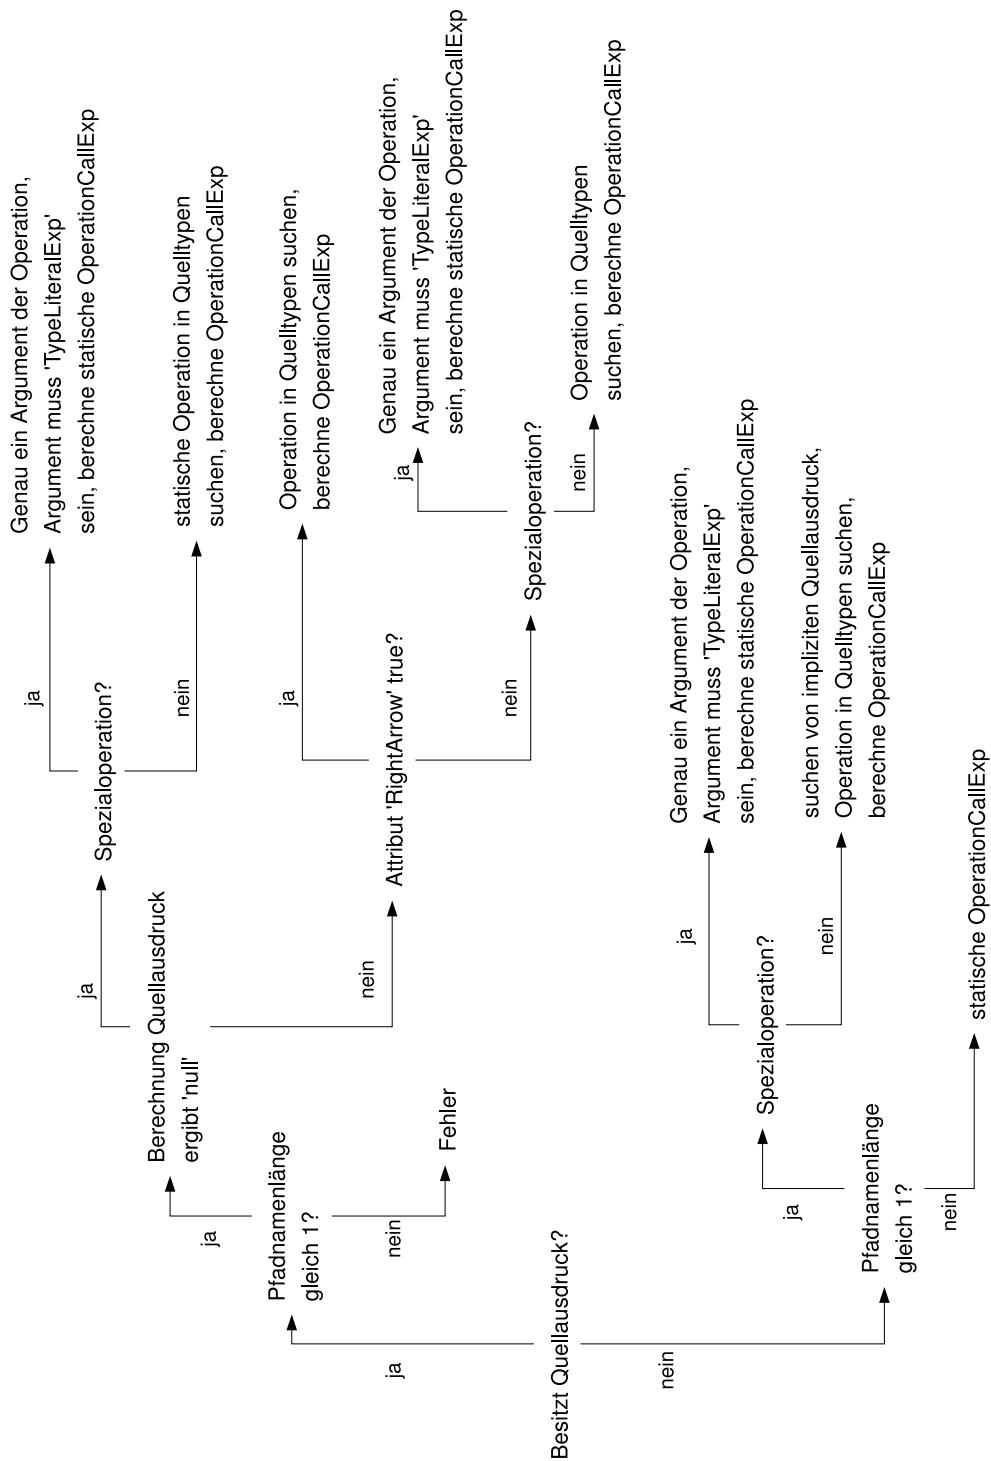 Besitzt Quellausdruck?
ja
nein
Pfadnamenlänge
gleich 1?
ja
nein
Berechnung Quellausdruck
ergibt 'null'
Fehler
ja
nein
Spezialoperation?
ja
nein
Genau ein Argument der Operation,
Argument muss 'TypeLiteralExp'
sein, berechne statische OperationCallExp
statische Operation in Quelltypen
suchen, berechne OperationCallExp
Attribut 'RightArrow' true?
ja
nein
Operation in Quelltypen suchen,
berechne OperationCallExp
Spezialoperation?
ja
nein
Genau ein Argument der Operation,
Argument muss 'TypeLiteralExp'
sein, berechne statische OperationCallExp
Operation in Quelltypen
suchen, berechne OperationCallExp
Pfadnamenlänge
gleich 1?
ja
nein
Spezialoperation?
ja
nein
Genau ein Argument der Operation,
Argument muss 'TypeLiteralExp'
sein, berechne statische OperationCallExp
suchen von impliziten Quellausdruck,
Operation in Quelltypen suchen,
berechne OperationCallExp
statische OperationCallExp